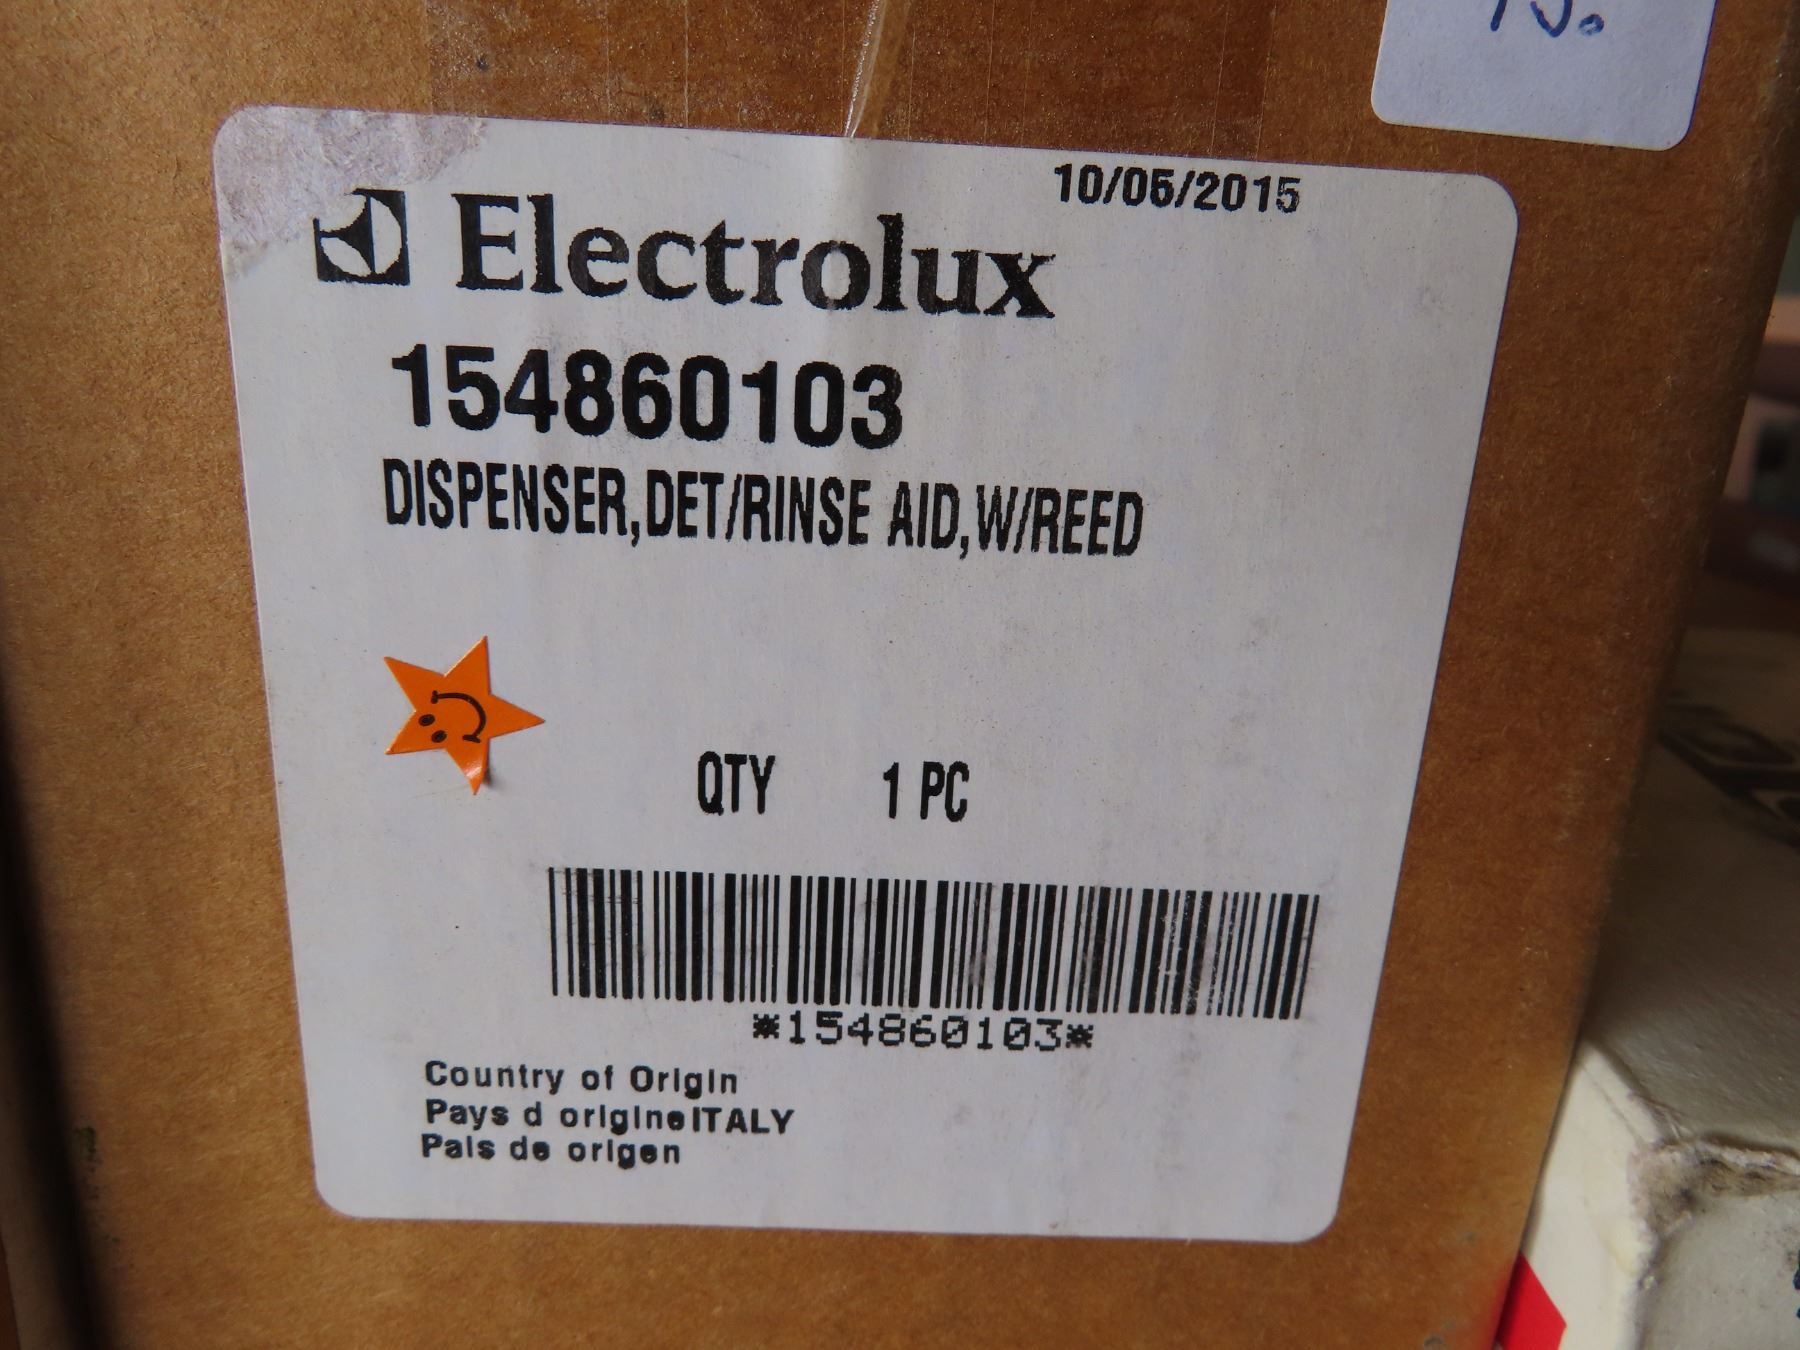 10/05/2015
Electrolux
154860103
DISPENSER,DET/RINSE AID,W/REED
QTY 1 PC
*154860103*
Country of Origin
Pays d origineITALY
Pais de origen